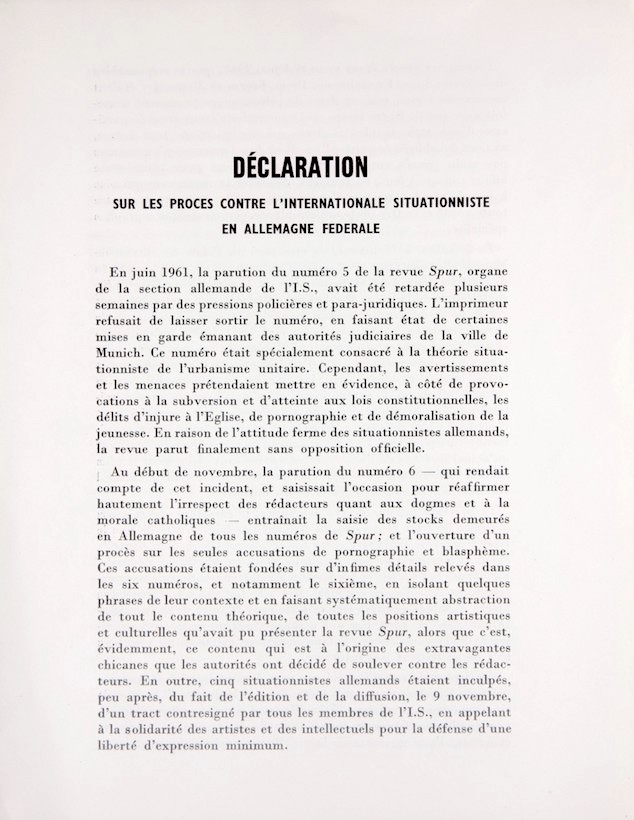 DÉCLARATION
SUR LES PROCES CONTRE L'INTERNATIONALE SITUATIONNISTE
EN ALLEMAGNE FEDERALE
En juin 1961, la parution du numéro 5 de la revue Spur, organe
de la section allemande de l'I.S., avait été retardée plusieurs
semaines par des pressions policières et para-juridiques. L'imprimeur
refusait de laisser sortir le numéro, en faisant état de certaines
mises en garde émanant des autorités judiciaires de la ville de
Munich. Ce numéro était spécialement consacré à la théorie situa-
tionniste de l'urbanisme unitaire. Cependant, les avertissements
et les menaces prétendaient mettre en évidence, à côté de provo-
cations à la subversion et d'atteinte aux lois constitutionnelles, les
délits d'injure à l'Eglise, de pornographie et de démoralisation de la
jeunesse. En raison de l'attitude ferme des situationnistes allemands,
la revue parut finalement sans opposition officielle.
Au début de novembre, la parution du numéro 6 — qui rendait
compte de cet incident, et saisissait l'occasion pour réaffirmer
hautement l'irrespect des rédacteurs quant aux dogmes et à la
morale catholiques — entraînait la saisie des stocks demeurés
en Allemagne de tous les numéros de Spur ; et l'ouverture d'un
procès sur les seules accusations de pornographie et blasphème.
Ces accusations étaient fondées sur d'infimes détails relevés dans
les six numéros, et notamment le sixième, en isolant quelques
phrases de leur contexte et en faisant systématiquement abstraction
de tout le contenu théorique, de toutes les positions artistiques
et culturelles qu'avait pu présenter la revue Spur, alors que c'est,
évidemment, ce contenu qui est à l'origine des extravagantes
chicanes que les autorités ont décidé de soulever contre les rédac-
teurs. En outre, cinq situationnistes allemands étaient inculpés,
peu après, du fait de l'édition et de la diffusion, le 9 novembre,
d'un tract contresigné par tous les membres de l'I.S., en appelant
à la solidarité des artistes et des intellectuels pour la défense d'une
liberté d'expression minimum.